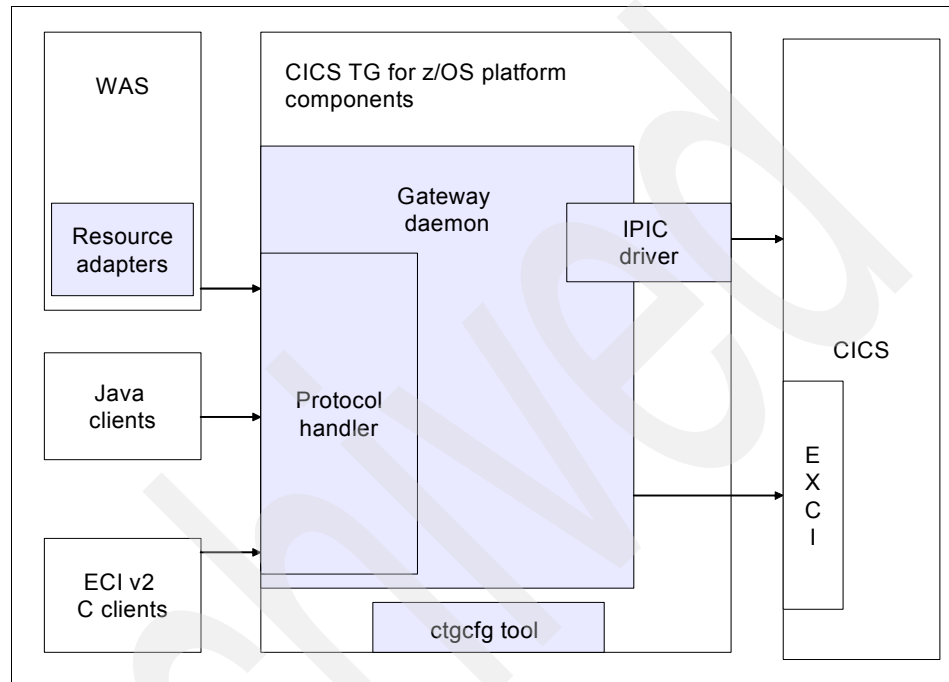 WAS
Resource
adapters
Java
clients
ECI v2
C clients
CICS TG for z/OS platform
components
Gateway
daemon
IPIC
driver
Protocol
handler
ctgcfg tool
CICS
E
X
C
I